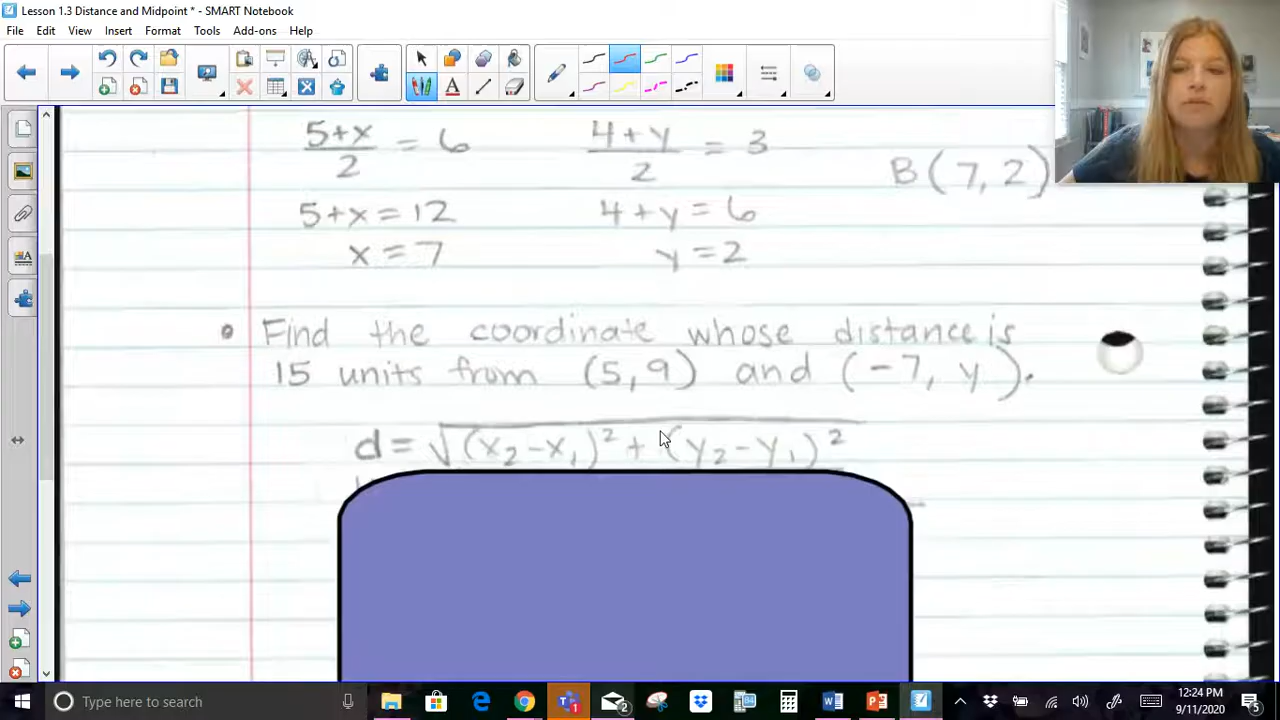 Lesson 1.3 Distance and Midpoint * - SMART Notebook
File Edit View Insert Format Tools Add-ons Help
5+x/2 = 6
4+y/2 = 3
B(7,2)
5+x=12
4+y=6
x=7
y=2
• Find the coordinate whose distance is
15 units from (5,9) and (-7, y).
d=√(x₂-x₁)²+(y₂-y₁)²
Type here to search
12:24 PM
9/11/2020
1
2
5